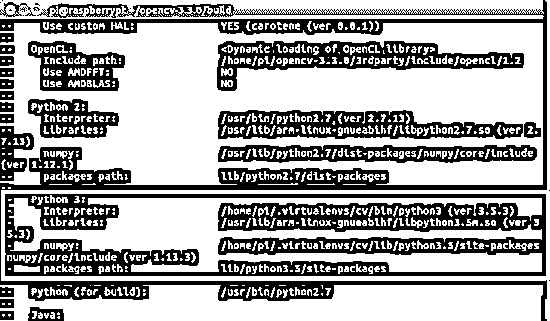 pi@raspberrypi: ~/opencv-3.3.0/build
-- Use custom HAL: YES (carotene (ver 0.0.1))
--
-- OpenCL: <Dynamic loading of OpenCL library>
-- Include path: /home/pi/opencv-3.3.0/3rdparty/include/opencl/1.2
-- Use AMDFFT: NO
-- Use AMDBLAS: NO
--
-- Python 2:
-- Interpreter: /usr/bin/python2.7 (ver 2.7.13)
-- Libraries: /usr/lib/arm-linux-gnueabihf/libpython2.7.so (ver 2.
7.13)
-- numpy: /usr/lib/python2.7/dist-packages/numpy/core/include
(ver 1.12.1)
-- packages path: lib/python2.7/dist-packages
--
-- Python 3:
-- Interpreter: /home/pi/.virtualenvs/cv/bin/python3 (ver 3.5.3)
-- Libraries: /usr/lib/arm-linux-gnueabihf/libpython3.5m.so (ver 3
5.3)
-- numpy: /home/pi/.virtualenvs/cv/lib/python3.5/site-packages
numpy/core/include (ver 1.13.3)
-- packages path: lib/python3.5/site-packages
--
-- Python (for build): /usr/bin/python2.7
--
-- Java: